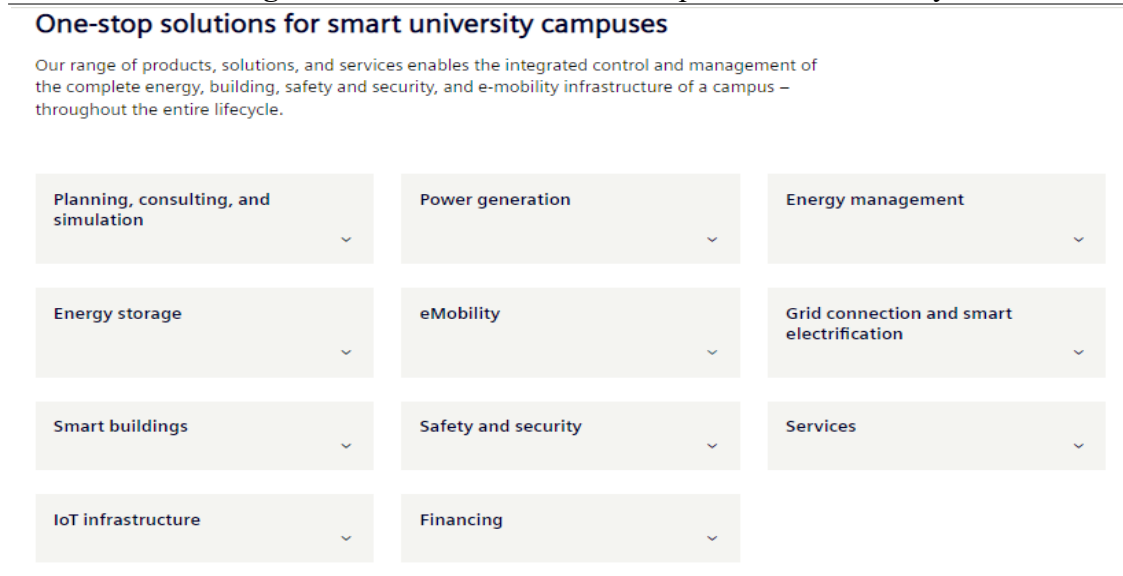 One-stop solutions for smart university campuses
Our range of products, solutions, and services enables the integrated control and management of
the complete energy, building, safety and security, and e-mobility infrastructure of a campus –
throughout the entire lifecycle.
Planning, consulting, and
simulation
Power generation
Energy management
Energy storage
eMobility
Grid connection and smart
electrification
Smart buildings
Safety and security
Services
IoT infrastructure
Financing